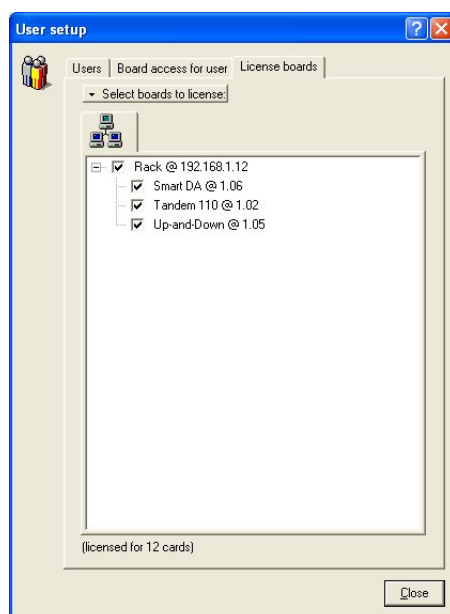 User setup
Users
Board access for user
License boards
Select boards to license:
Rack @ 192.168.1.12
Smart DA @ 1.06
Tandem 110 @ 1.02
Up-and-Down @ 1.05
(licensed for 12 cards)
Close